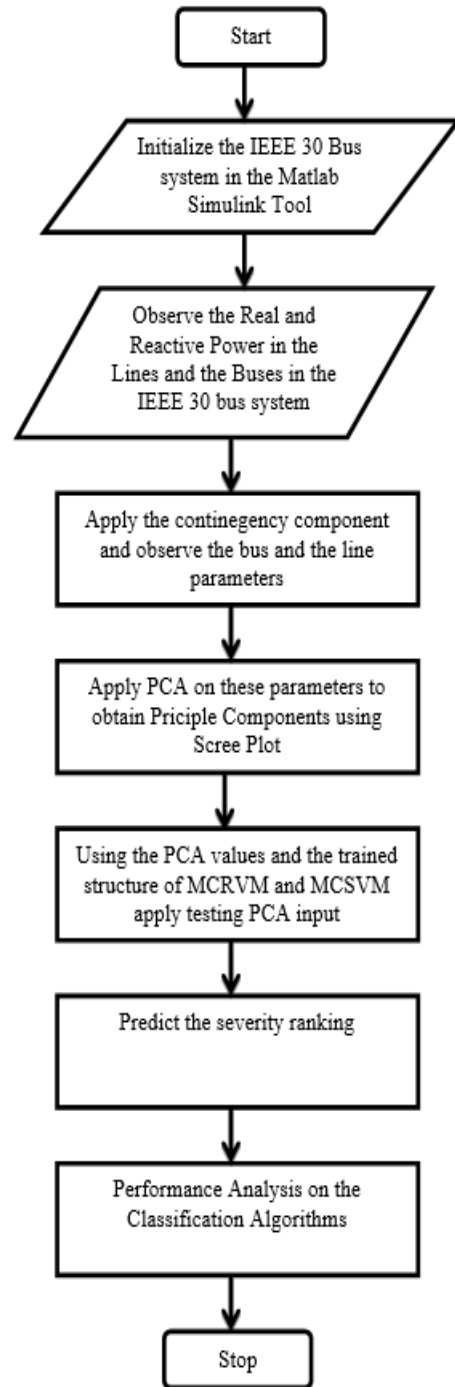 Start
Initialize the IEEE 30 Bus
system in the Matlab
Simulink Tool
Observe the Real and
Reactive Power in the
Lines and the Buses in the
IEEE 30 bus system
Apply the continegency component
and observe the bus and the line
parameters
Apply PCA on these parameters to
obtain Priciple Components using
Scree Plot
Using the PCA values and the trained
structure of MCRVM and MCSVM
apply testing PCA input
Predict the severity ranking
Performance Analysis on the
Classification Algorithms
Stop